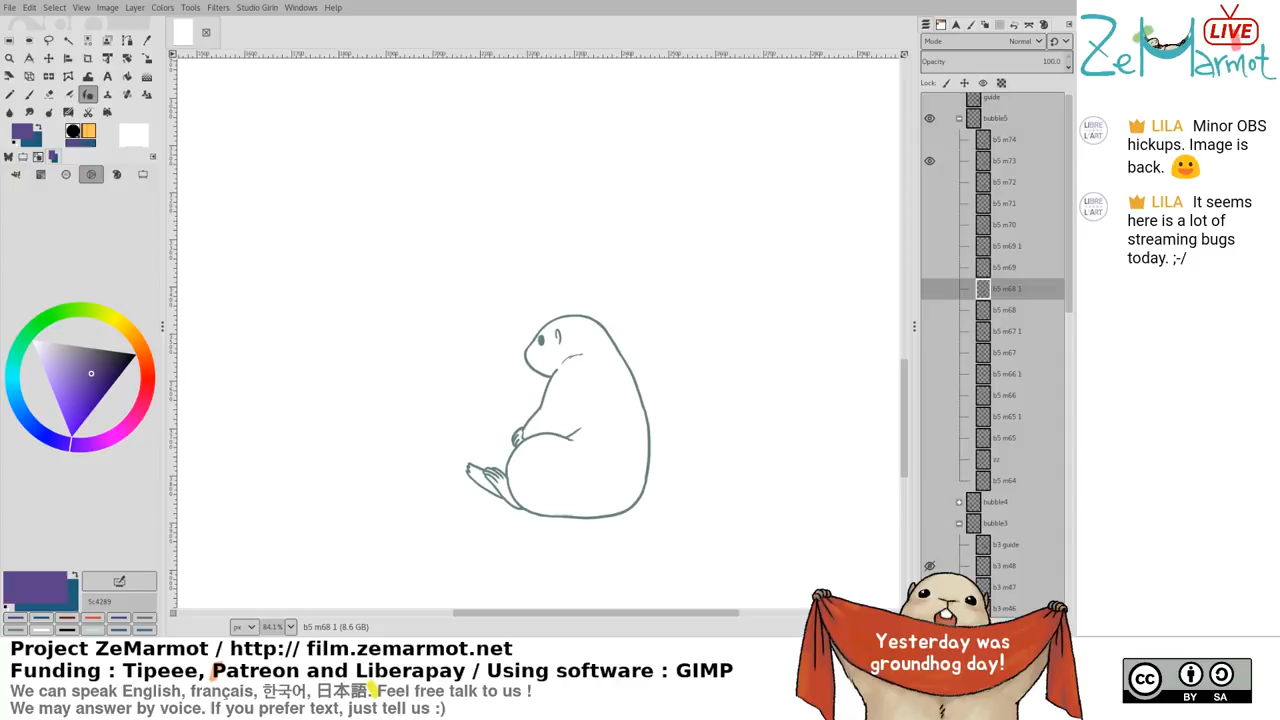 File Edit Select View Image Layer Colors Tools Filters Studio Girin Windows Help
Mode Normal
Opacity 100.0
Lock:
guide
bubble5
b5 m74
b5 m73
b5 m72
b5 m71
b5 m70
b5 m69 1
b5 m69
b5 m68 1
b5 m68
b5 m67 1
b5 m67
b5 m66 1
b5 m66
b5 m65 1
b5 m65
zz
b5 m64
bubble4
bubble3
b3 guide
b3 m48
b3 m47
b3 m46
5c4289
px 84.1% b5 m68 1 (8.6 GB)
ZeMarmot
LIVE
LILA Minor OBS
hickups. Image is
back.
LILA It seems
here is a lot of
streaming bugs
today. ;-/
LIBRE
L'ART
Yesterday was
groundhog day!
Project ZeMarmot / http:// film.zemarmot.net
Funding : Tipeee, Patreon and Liberapay / Using software : GIMP
We can speak English, français, 한국어, 日本語. Feel free talk to us !
We may answer by voice. If you prefer text, just tell us :)
cc
BY SA